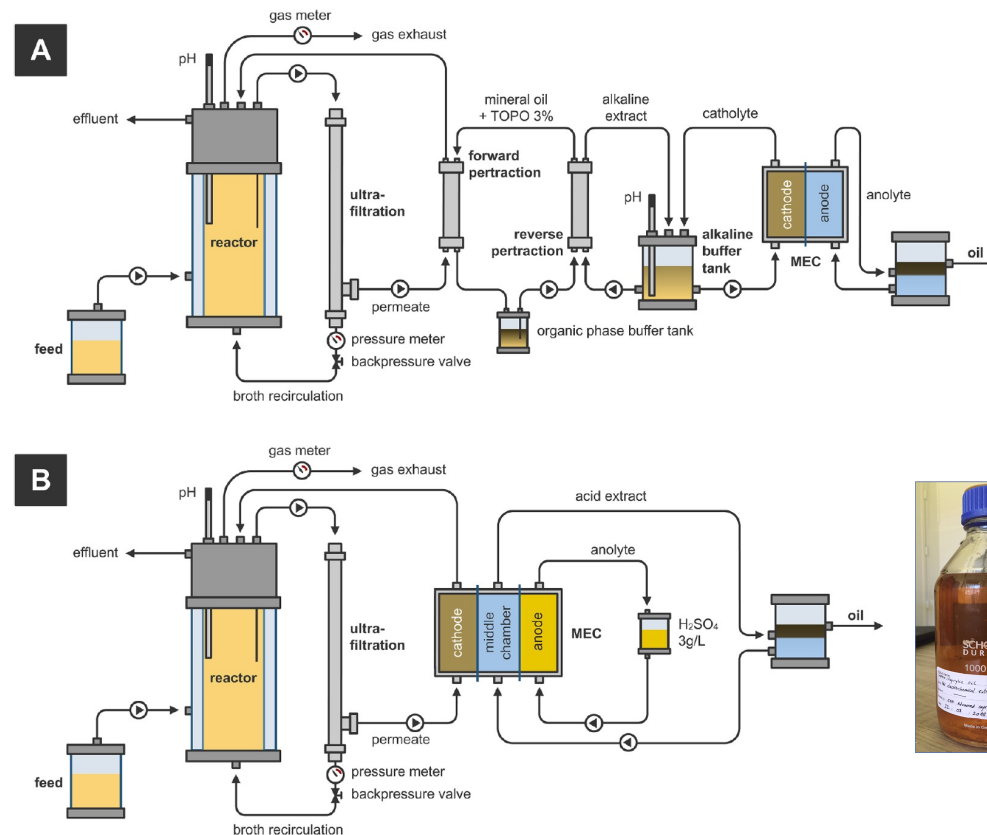 A
gas meter
gas exhaust
pH
effluent
mineral oil
+ TOPO 3%
alkaline
extract
catholyte
forward
pertraction
ultra-
filtration
cathode
anode
anolyte
pH
reactor
reverse
pertraction
alkaline
buffer
tank
MEC
oil
permeate
organic phase buffer tank
feed
pressure meter
backpressure valve
broth recirculation
B
gas meter
gas exhaust
pH
acid extract
effluent
anolyte
ultra-
filtration
cathode
middle
chamber
anode
MEC
H₂SO₄
3g/L
oil
reactor
permeate
feed
pressure meter
backpressure valve
broth recirculation
SCHO
DUR
1000